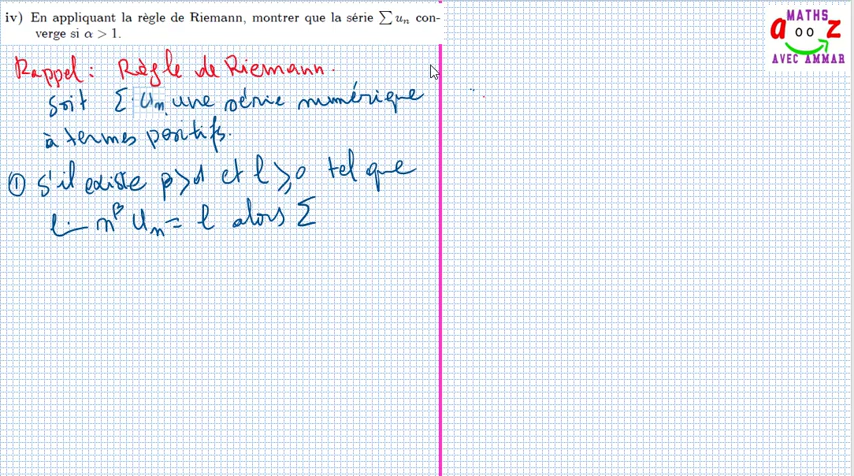 iv) En appliquant la règle de Riemann, montrer que la série ∑ uₙ con-
verge si α > 1.
Rappel : Règle de Riemann.
Soit ∑ Uₙ une série numérique
à termes positifs.
① s'il existe β>1 et l≥0 tel que
lim n^β Uₙ = l alors ∑
MATHS
a oo z
AVEC AMMAR